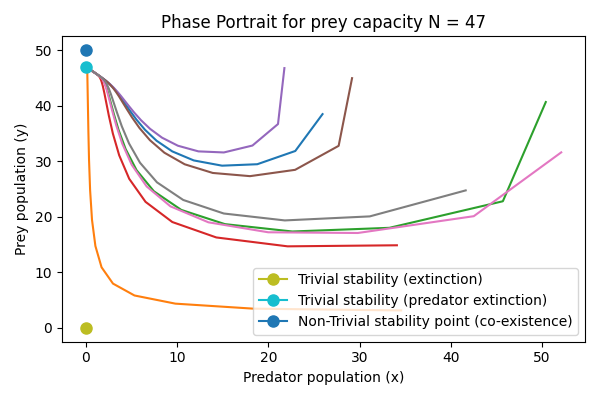 Phase Portrait for prey capacity N = 47
Prey population (y)
50
40
30
20
10
0
Trivial stability (extinction)
Trivial stability (predator extinction)
Non-Trivial stability point (co-existence)
0 10 20 30 40 50
Predator population (x)